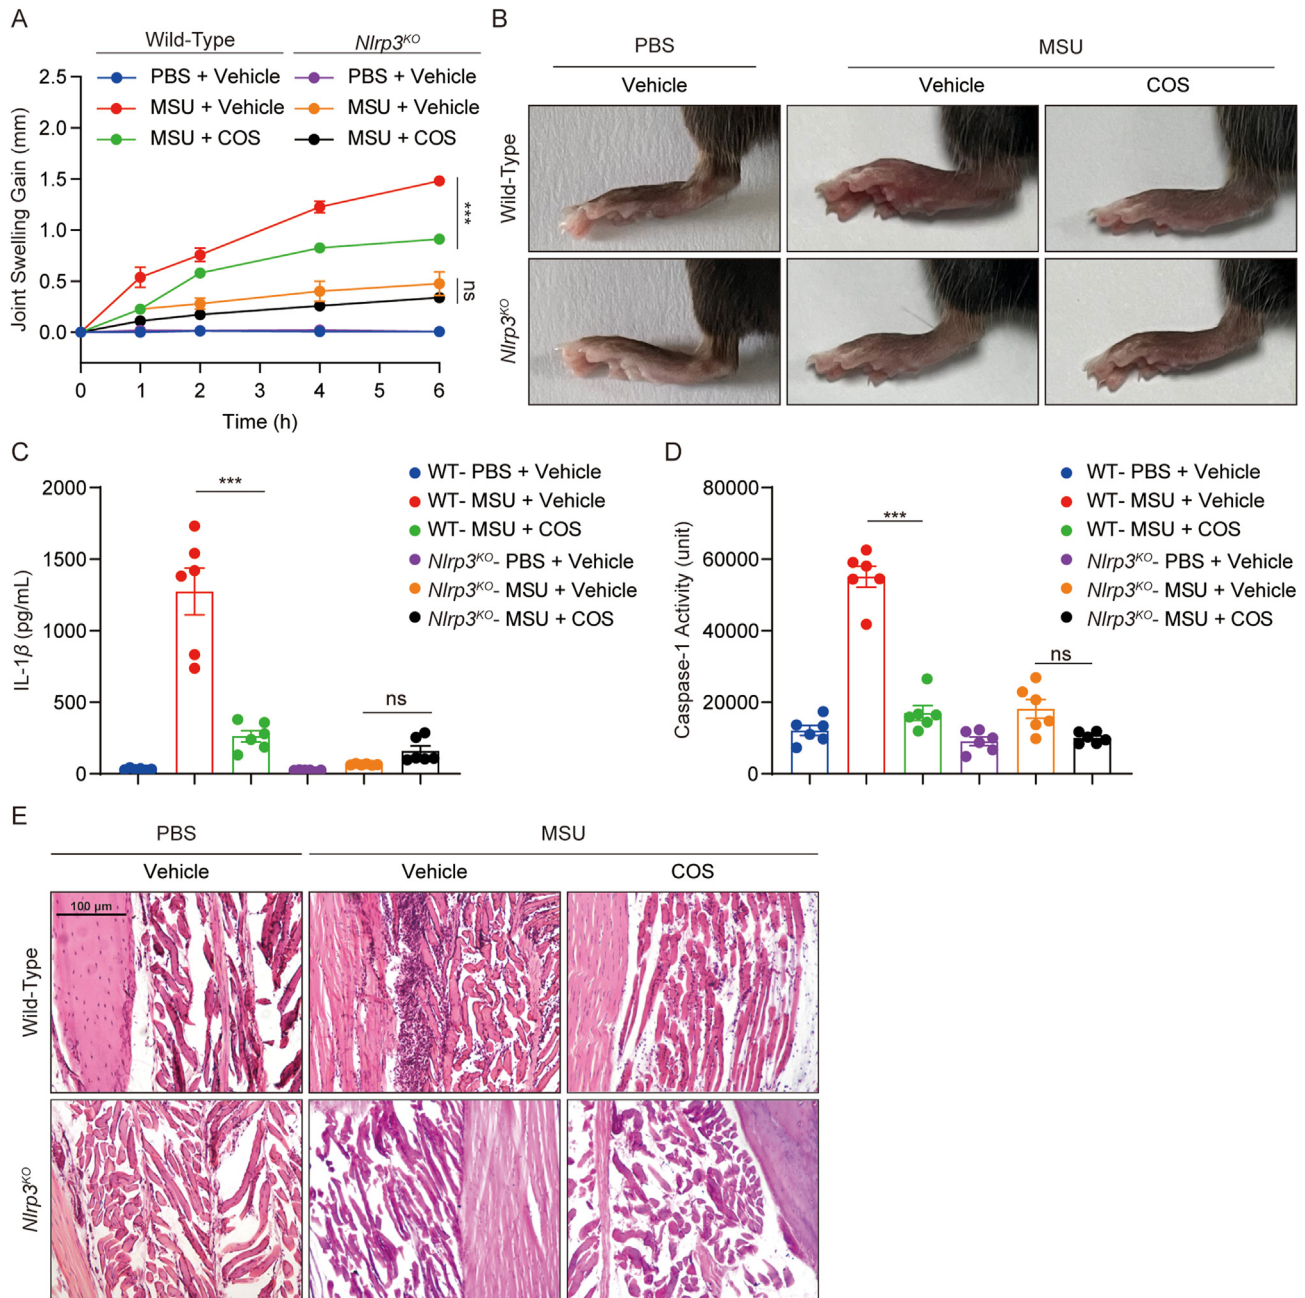 A
Wild-Type
Nlrp3KO
PBS + Vehicle
PBS + Vehicle
MSU + Vehicle
MSU + Vehicle
MSU + COS
MSU + COS
Joint Swelling Gain (mm)
2.5
2.0
1.5
1.0
0.5
0.0
***
ns
0
1
2
3
4
5
6
Time (h)
B
PBS
MSU
Vehicle
Vehicle
COS
Wild-Type
Nlrp3KO
C
IL-1β (pg/mL)
2000
1500
1000
500
0
***
ns
WT- PBS + Vehicle
WT- MSU + Vehicle
WT- MSU + COS
Nlrp3KO- PBS + Vehicle
Nlrp3KO- MSU + Vehicle
Nlrp3KO- MSU + COS
D
Caspase-1 Activity (unit)
80000
60000
40000
20000
0
***
ns
WT- PBS + Vehicle
WT- MSU + Vehicle
WT- MSU + COS
Nlrp3KO- PBS + Vehicle
Nlrp3KO- MSU + Vehicle
Nlrp3KO- MSU + COS
E
PBS
MSU
Vehicle
Vehicle
COS
100 μm
Wild-Type
Nlrp3KO